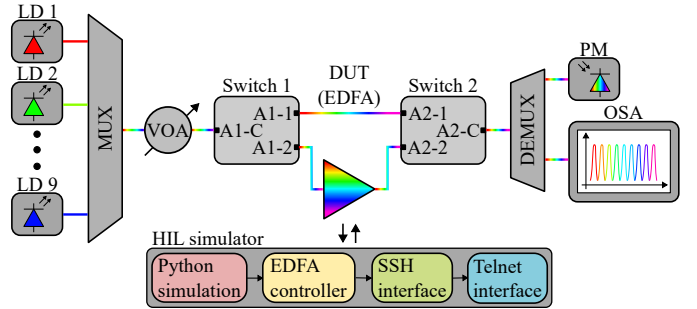 LD 1
LD 2
LD 9
MUX
VOA
Switch 1
A1-C
A1-1
A1-2
DUT
(EDFA)
Switch 2
A2-1
A2-C
A2-2
DEMUX
PM
OSA
HIL simulator
Python
simulation
EDFA
controller
SSH
interface
Telnet
interface